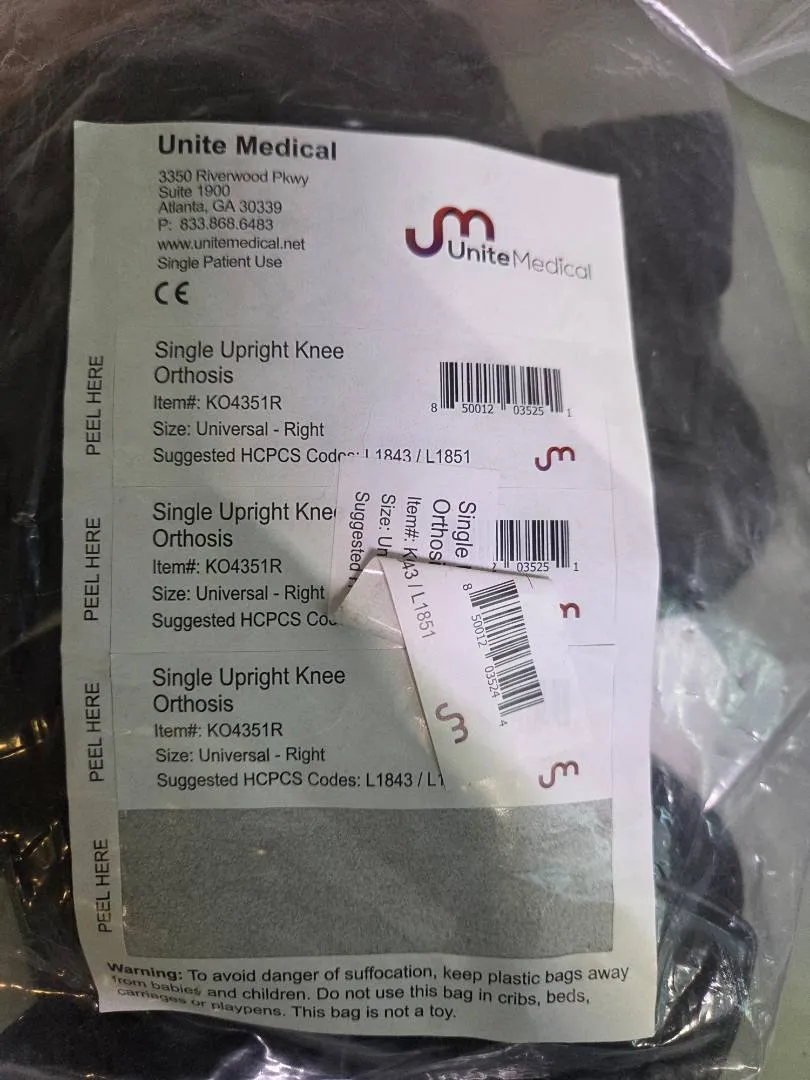 Unite Medical
3350 Riverwood Pkwy
Suite 1900
Atlanta, GA 30339
P: 833.868.6483
www.unitemedical.net
Single Patient Use
CE
UniteMedical
PEEL HERE
Single Upright Knee
Orthosis
Item#: KO4351R
Size: Universal - Right
Suggested HCPCS Codes: L1843 / L1851
8 50012 03525 1
PEEL HERE
Single Upright Knee
Orthosis
Item#: KO4351R
Size: Universal - Right
Suggested HCPCS
03525 1
Single
Item#:
Size:
Suggested
43 / L1851
8 50012 03524 4
PEEL HERE
Single Upright Knee
Orthosis
Item#: KO4351R
Size: Universal - Right
Suggested HCPCS Codes: L1843 /
PEEL HERE
Warning: To avoid danger of suffocation, keep plastic bags away
from babies and children. Do not use this bag in cribs, beds,
carriages or playpens. This bag is not a toy.